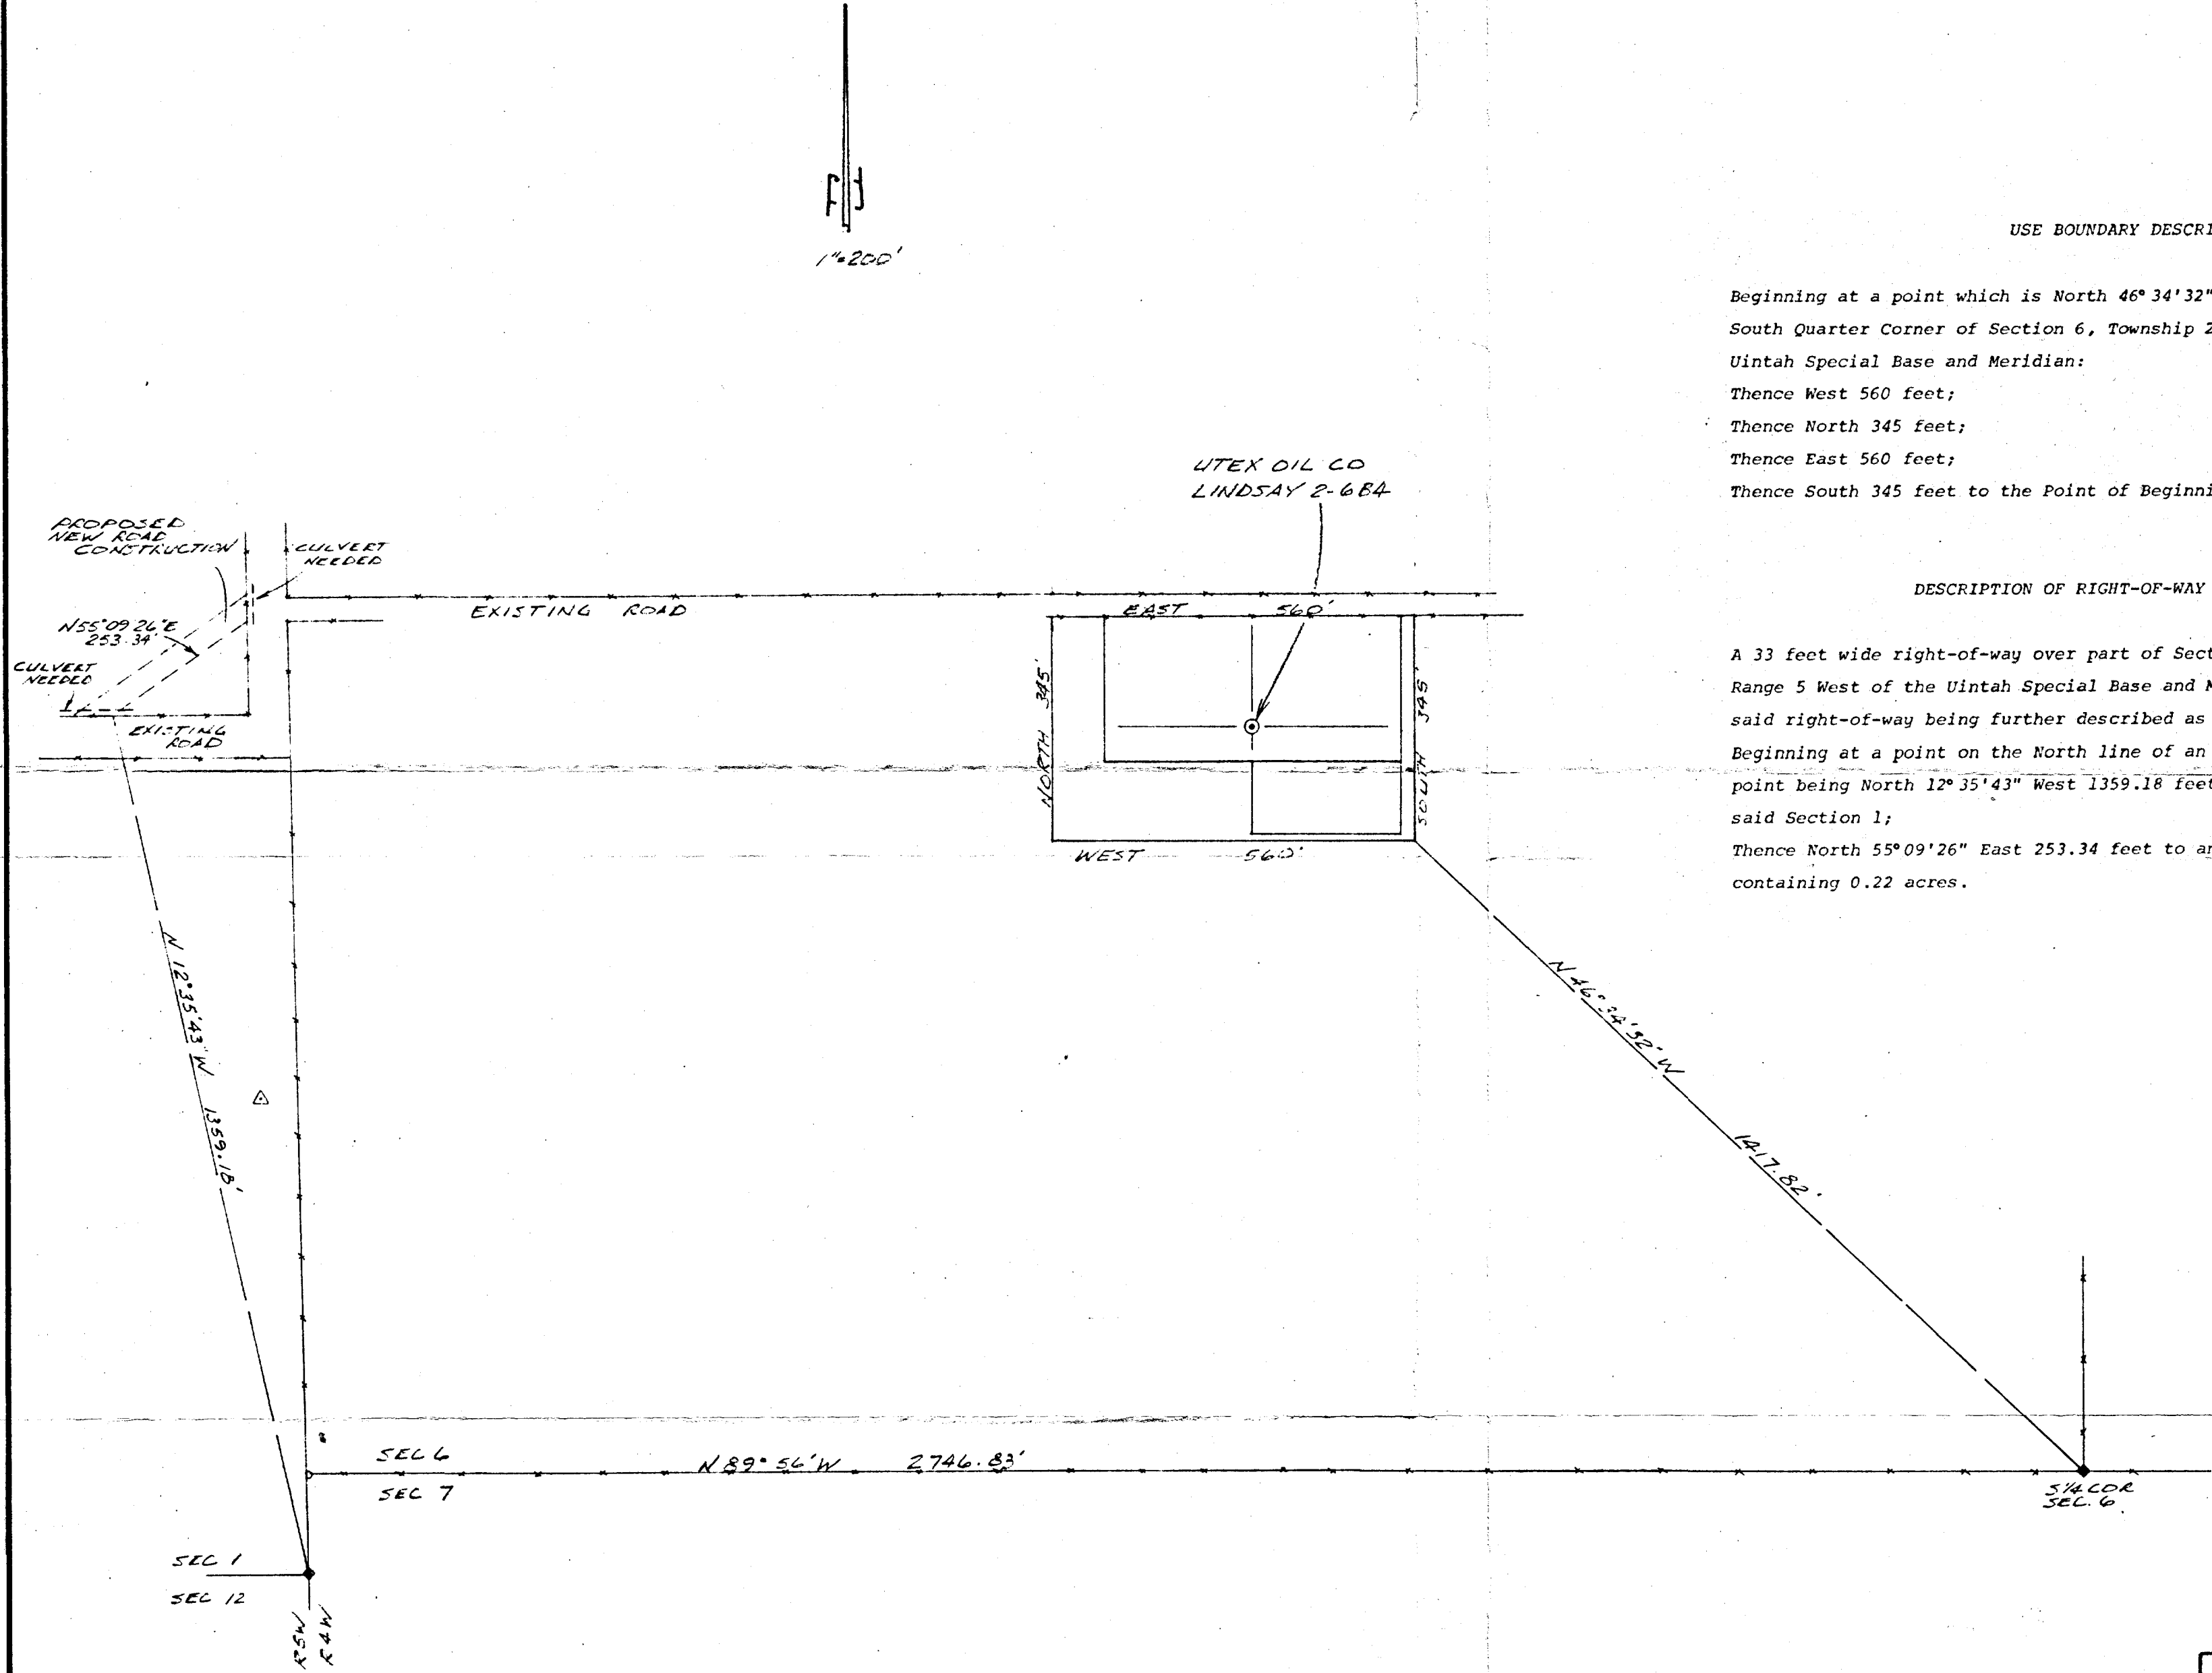 1"=200'
USE BOUNDARY DESCRI
Beginning at a point which is North 46°34'32"
South Quarter Corner of Section 6, Township 2
Uintah Special Base and Meridian:
Thence West 560 feet;
Thence North 345 feet;
Thence East 560 feet;
Thence South 345 feet to the Point of Beginni
DESCRIPTION OF RIGHT-OF-WAY
A 33 feet wide right-of-way over part of Sect
Range 5 West of the Uintah Special Base and M
said right-of-way being further described as
Beginning at a point on the North line of an
point being North 12°35'43" West 1359.18 feet
said Section 1;
Thence North 55°09'26" East 253.34 feet to an
containing 0.22 acres.
UTEX OIL CO
LINDSAY 2-6B4
PROPOSED
NEW ROAD
CONSTRUCTION
CULVERT
NEEDED
N55°09'26"E
253.34'
CULVERT
NEEDED
EXISTING
ROAD
EXISTING ROAD
EAST 560'
NORTH 345'
SOUTH 345'
WEST 560'
N 12°35'43"W 1359.18'
N 46°34'32"W
1417.82'
SEC 6
N 89°56'W 2746.83'
SEC 7
S 1/4 COR
SEC. 6
SEC 1
SEC 12
R5W
R4W